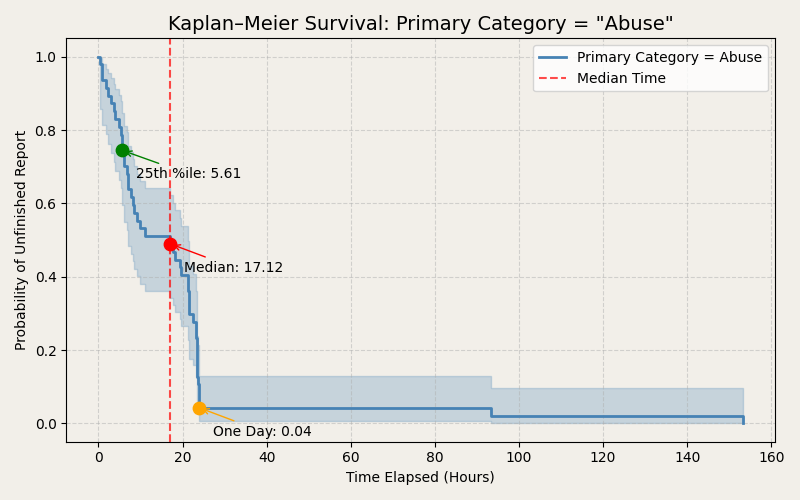 Kaplan–Meier Survival: Primary Category = "Abuse"
Primary Category = Abuse
Median Time
Probability of Unfinished Report
1.0
0.8
0.6
0.4
0.2
0.0
25th %ile: 5.61
Median: 17.12
One Day: 0.04
0 20 40 60 80 100 120 140 160
Time Elapsed (Hours)